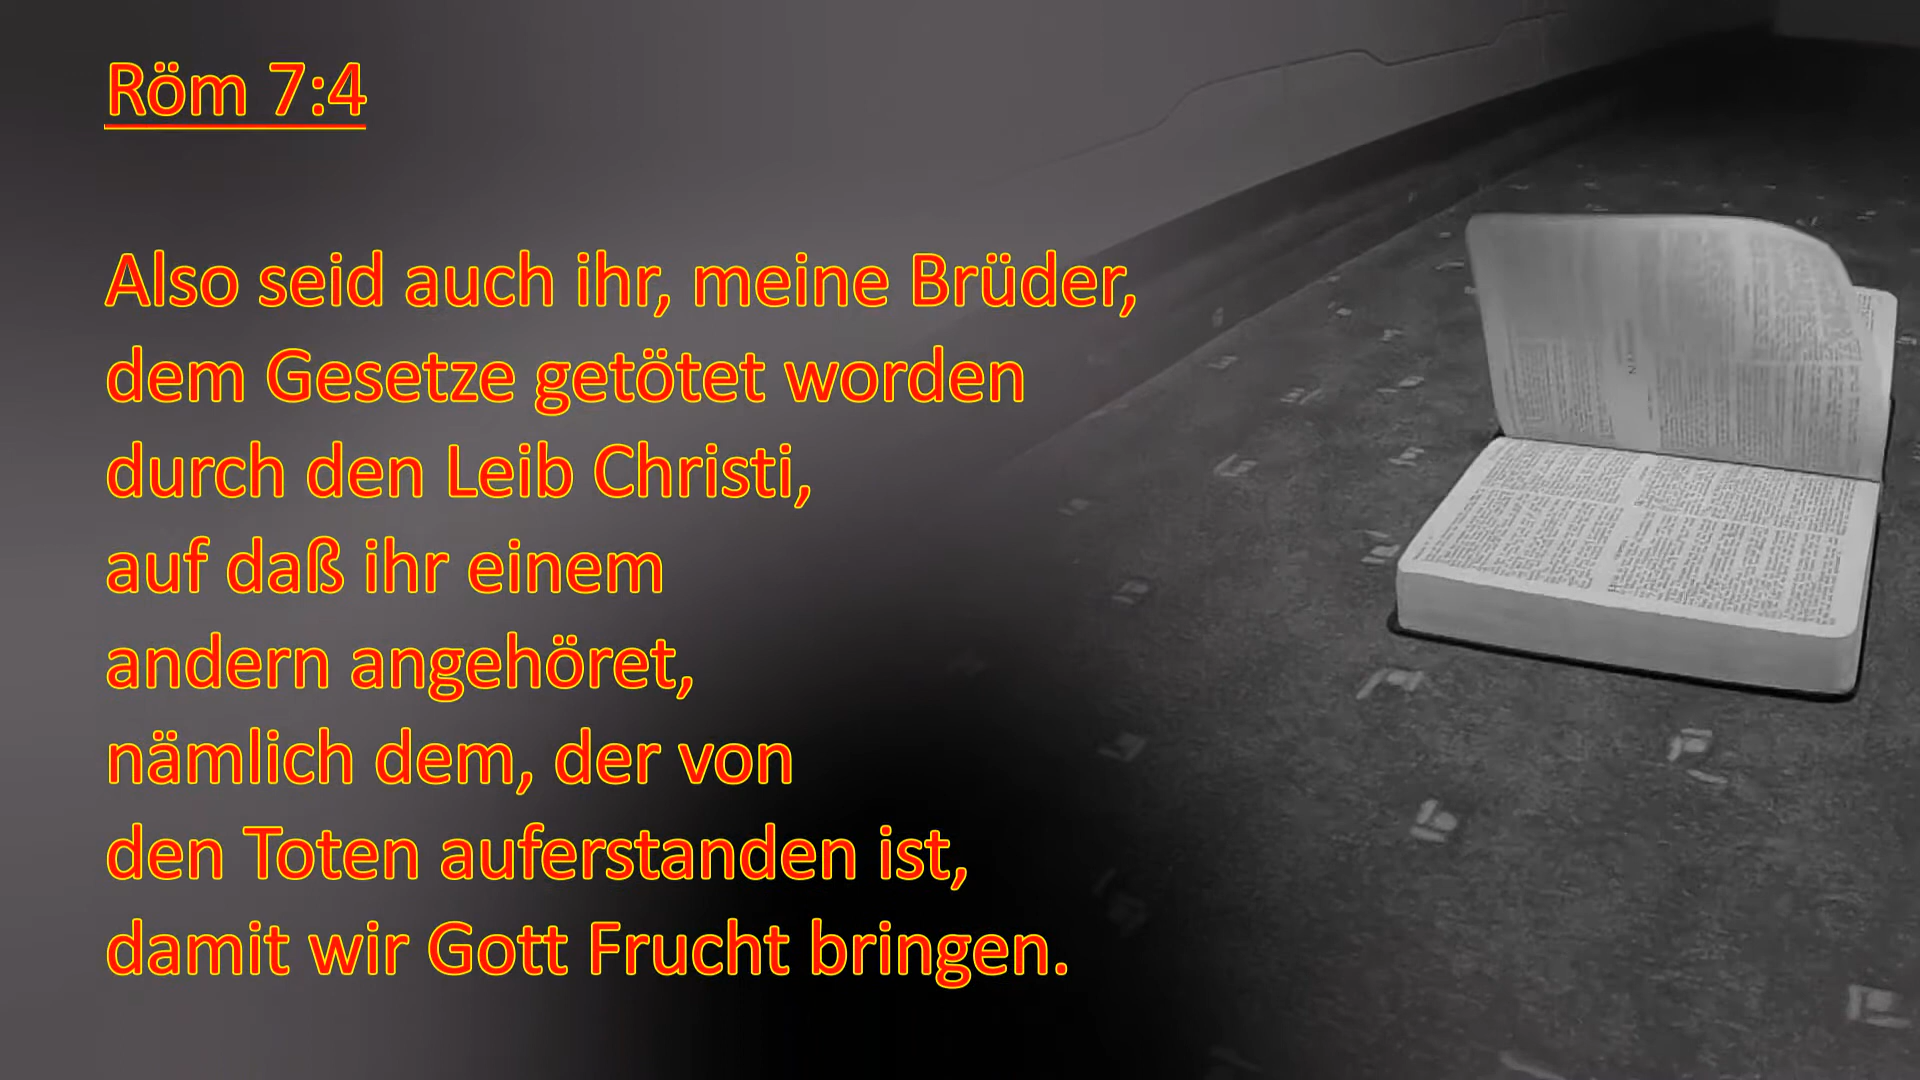 Röm 7:4
Also seid auch ihr, meine Brüder,
dem Gesetze getötet worden
durch den Leib Christi,
auf daß ihr einem
andern angehöret,
nämlich dem, der von
den Toten auferstanden ist,
damit wir Gott Frucht bringen.